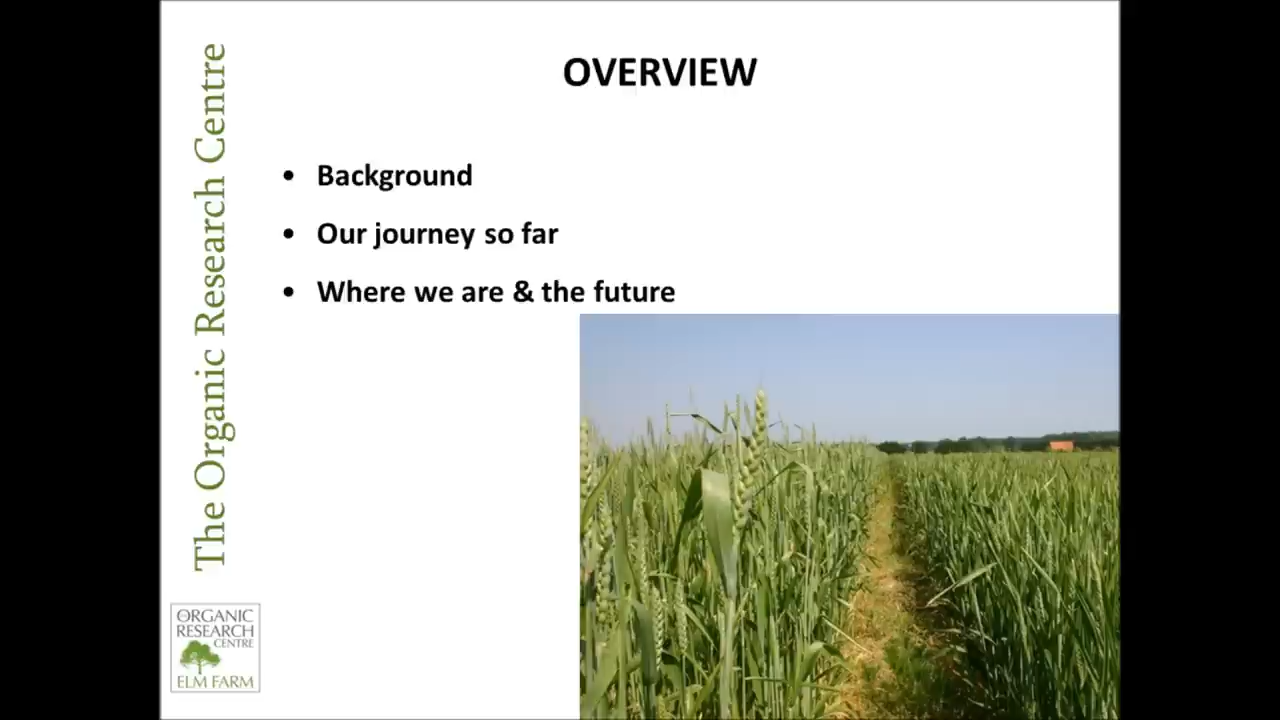 OVERVIEW
• Background
• Our journey so far
• Where we are & the future
The Organic Research Centre
ORGANIC
RESEARCH
CENTRE
ELM FARM